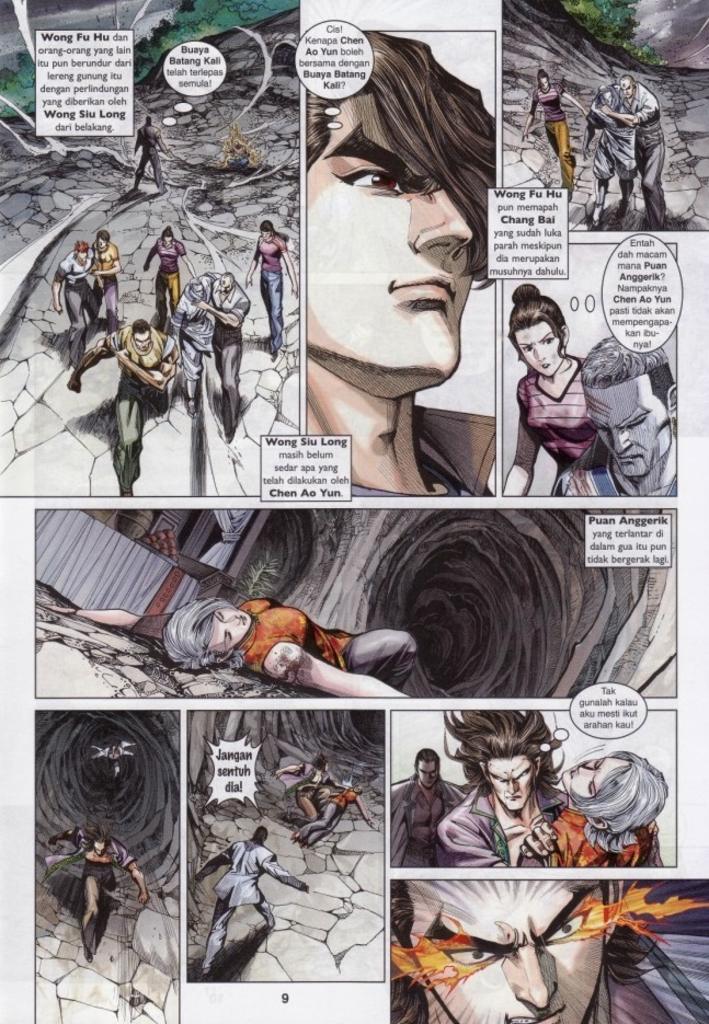 Wong Fu Hu dan
orang-orang yang lain
itu pun berundur dari
lereng gunung itu
dengan perlindungan
yang diberikan oleh
Wong Siu Long
dari belakang.
Buaya
Batang Kali
telah terlepas
semula!
Cis!
Kenapa Chen
Ao Yun boleh
bersama dengan
Buaya Batang
Kali?
Wong Siu Long
masih belum
sedar apa yang
telah dilakukan oleh
Chen Ao Yun.
Wong Fu Hu
pun memapah
Chang Bai
yang sudah luka
parah meskipun
dia merupakan
musuhnya dahulu.
Entah
dah macam
mana Puan
Anggerik?
Nampaknya
Chen Ao Yun
pasti tidak akan
mempengapa-
kan ibu-
nya!
Puan Anggerik
yang terlantar di
dalam gua itu pun
tidak bergerak lagi.
Jangan
sentuh
dia!
Tak
gunalah kalau
aku mesti ikut
arahan kau!
9